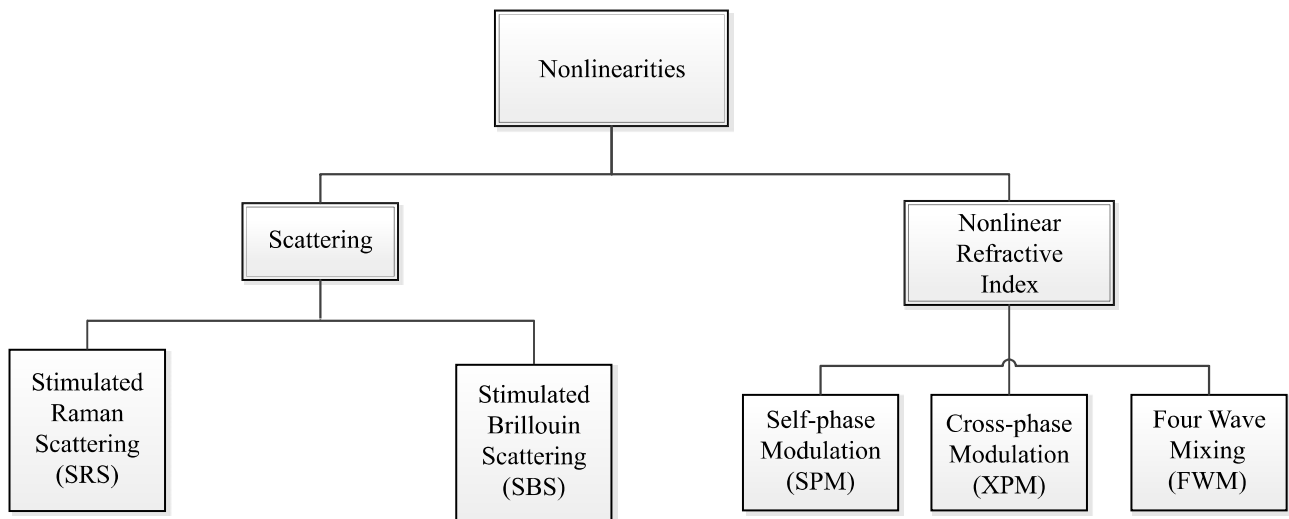 Nonlinearities
Scattering
Nonlinear
Refractive
Index
Stimulated
Raman
Scattering
(SRS)
Stimulated
Brillouin
Scattering
(SBS)
Self-phase
Modulation
(SPM)
Cross-phase
Modulation
(XPM)
Four Wave
Mixing
(FWM)